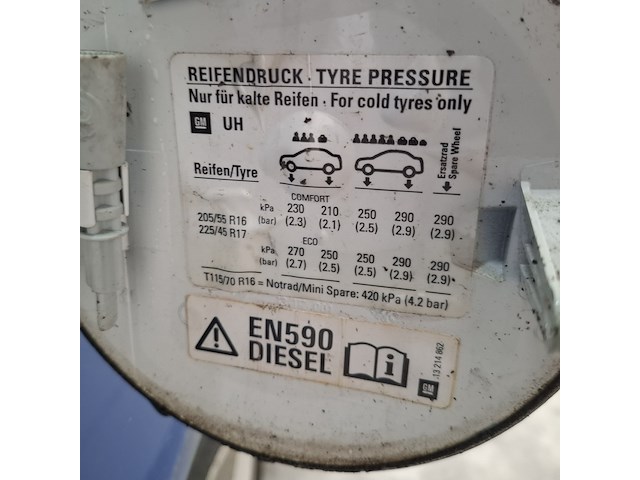 REIFENDRUCK · TYRE PRESSURE
Nur für kalte Reifen · For cold tyres only
GM UH
Reifen/Tyre
Ersatzrad
Spare Wheel
COMFORT
205/55 R16
225/45 R17
kPa 230 210 250 290 290
(bar) (2.3) (2.1) (2.5) (2.9) (2.9)
ECO
kPa 270 250 250 290 290
(bar) (2.7) (2.5) (2.5) (2.9) (2.9)
T115/70 R16 = Notrad/Mini Spare: 420 kPa (4.2 bar)
EN590
DIESEL
i
GM 13 214 862